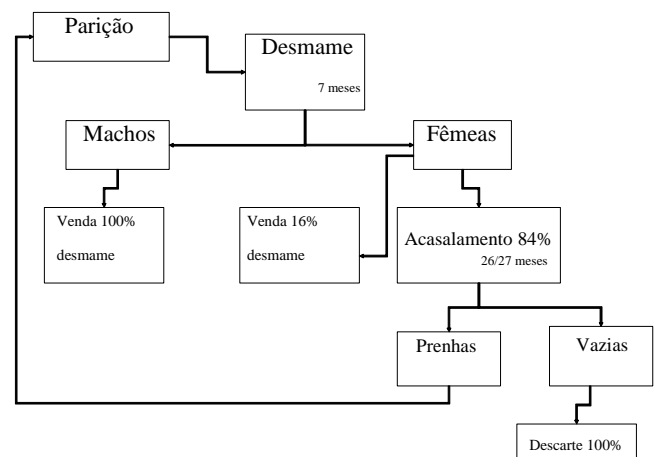 Parição
Desmame
7 meses
Machos
Fêmeas
Venda 100%
desmame
Venda 16%
desmame
Acasalamento 84%
26/27 meses
Prenhas
Vazias
Descarte 100%